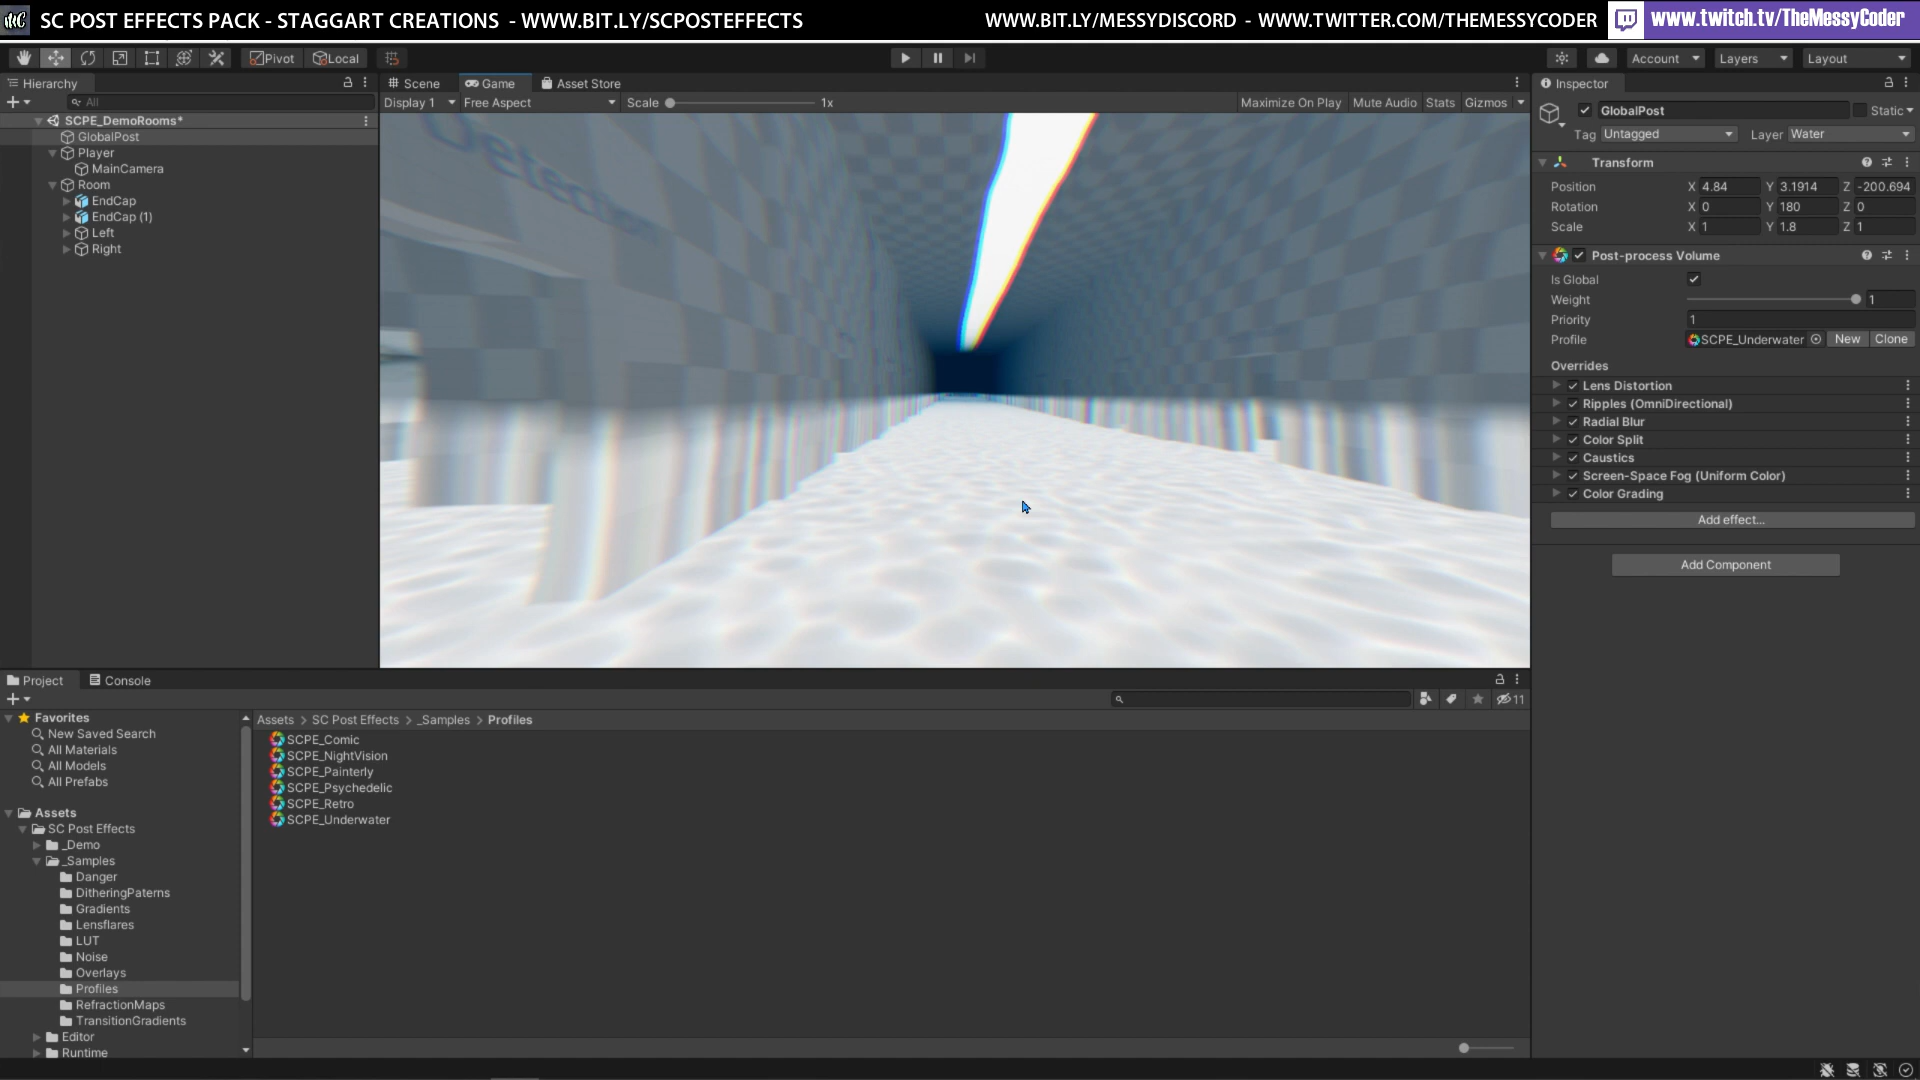 SC POST EFFECTS PACK - STAGGART CREATIONS - WWW.BIT.LY/SCPOSTEFFECTS
WWW.BIT.LY/MESSYDISCORD - WWW.TWITTER.COM/THEMESSYCODER
www.twitch.tv/TheMessyCoder
Pivot
Local
Account
Layers
Layout
Hierarchy
All
SCPE_DemoRooms*
GlobalPost
Player
MainCamera
Room
EndCap
EndCap (1)
Left
Right
Scene
Game
Asset Store
Display 1
Free Aspect
Scale
1x
Maximize On Play
Mute Audio
Stats
Gizmos
Inspector
GlobalPost
Static
Tag Untagged
Layer Water
Transform
Position X 4.84 Y 3.1914 Z -200.694
Rotation X 0 Y 180 Z 0
Scale X 1 Y 1.8 Z 1
Post-process Volume
Is Global
Weight 1
Priority 1
Profile SCPE_Underwater New Clone
Overrides
Lens Distortion
Ripples (OmniDirectional)
Radial Blur
Color Split
Caustics
Screen-Space Fog (Uniform Color)
Color Grading
Add effect...
Add Component
Project
Console
11
Favorites
New Saved Search
All Materials
All Models
All Prefabs
Assets
SC Post Effects
_Demo
_Samples
Danger
DitheringPaterns
Gradients
Lensflares
LUT
Noise
Overlays
Profiles
RefractionMaps
TransitionGradients
Editor
Runtime
Assets > SC Post Effects > _Samples > Profiles
SCPE_Comic
SCPE_NightVision
SCPE_Painterly
SCPE_Psychedelic
SCPE_Retro
SCPE_Underwater